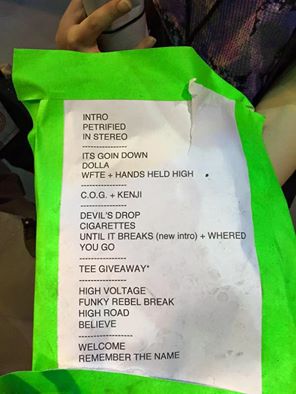 INTRO
PETRIFIED
IN STEREO
----------------
ITS GOIN DOWN
DOLLA
WFTE + HANDS HELD HIGH
----------------
C.O.G. + KENJI
----------------
DEVIL'S DROP
CIGARETTES
UNTIL IT BREAKS (new intro) + WHERED
YOU GO
----------------
TEE GIVEAWAY*
----------------
HIGH VOLTAGE
FUNKY REBEL BREAK
HIGH ROAD
BELIEVE
------------------
WELCOME
REMEMBER THE NAME